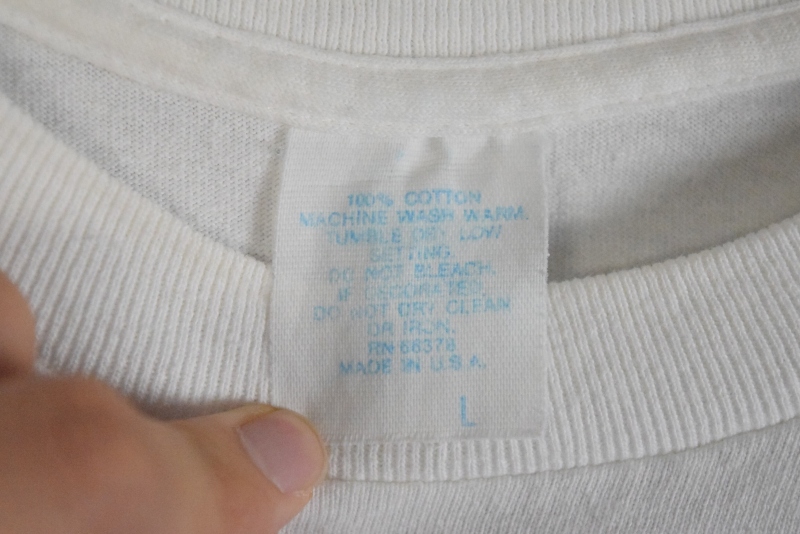 100% COTTON
MACHINE WASH WARM.
TUMBLE DRY LOW
SETTING.
DO NOT BLEACH.
IF DECORATED,
DO NOT DRY CLEAN
OR IRON.
RN 66378
MADE IN U.S.A.
L